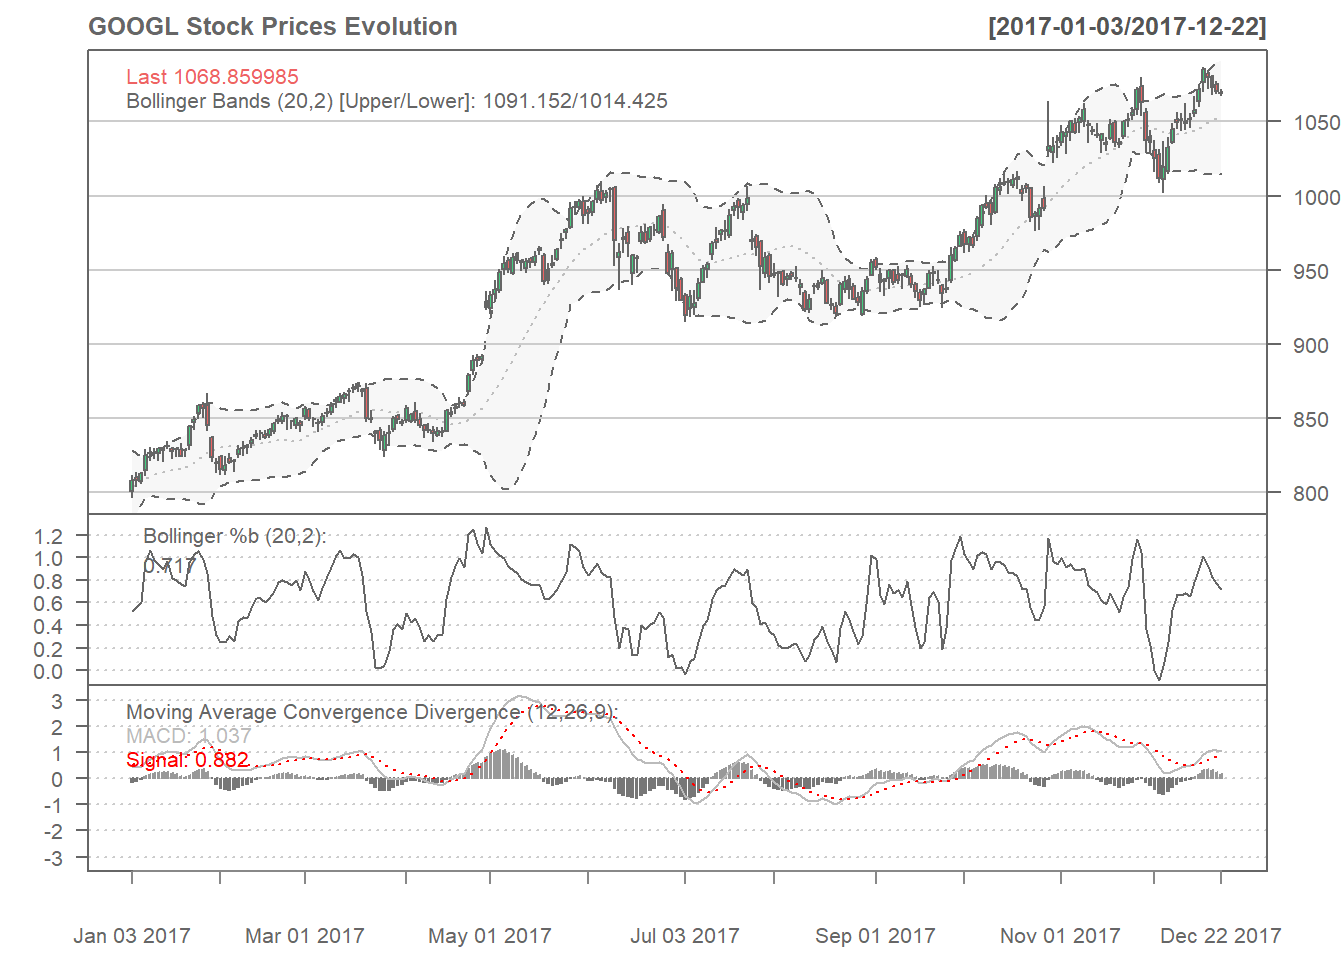 GOOGL Stock Prices Evolution [2017-01-03/2017-12-22]
Last 1068.859985
Bollinger Bands (20,2) [Upper/Lower]: 1091.152/1014.425
1050
1000
950
900
850
800
Bollinger %b (20,2):
0.717
1.2
1.0
0.8
0.6
0.4
0.2
0.0
Moving Average Convergence Divergence (12,26,9):
MACD: 1.037
Signal: 0.882
3
2
1
0
-1
-2
-3
Jan 03 2017 Mar 01 2017 May 01 2017 Jul 03 2017 Sep 01 2017 Nov 01 2017 Dec 22 2017